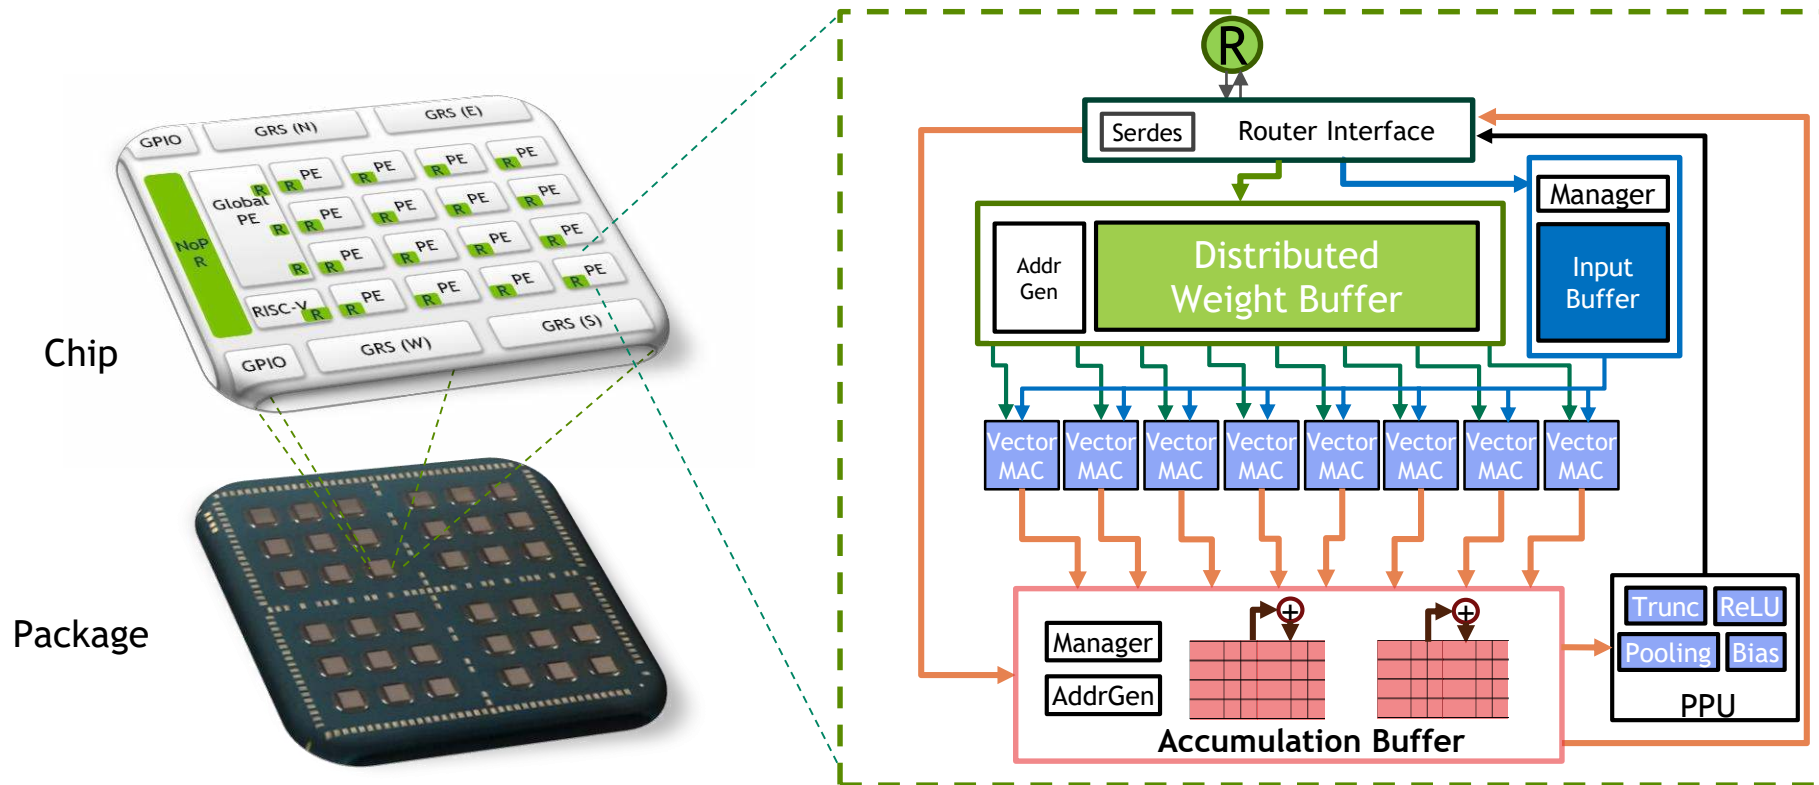 GPIO
GRS (N)
GRS (E)
R PE
R PE
R PE
R PE
Global
PE
R
R
R
R PE
R PE
R PE
R PE
NoP
R
R PE
R PE
R PE
R PE
RISC-V
R
R PE
R PE
R PE
R PE
GPIO
GRS (W)
GRS (S)
Chip
Package
R
Serdes
Router Interface
Manager
Input
Buffer
Addr
Gen
Distributed
Weight Buffer
Vector
MAC
Vector
MAC
Vector
MAC
Vector
MAC
Vector
MAC
Vector
MAC
Vector
MAC
Vector
MAC
Manager
AddrGen
+
+
Accumulation Buffer
Trunc
ReLU
Pooling
Bias
PPU